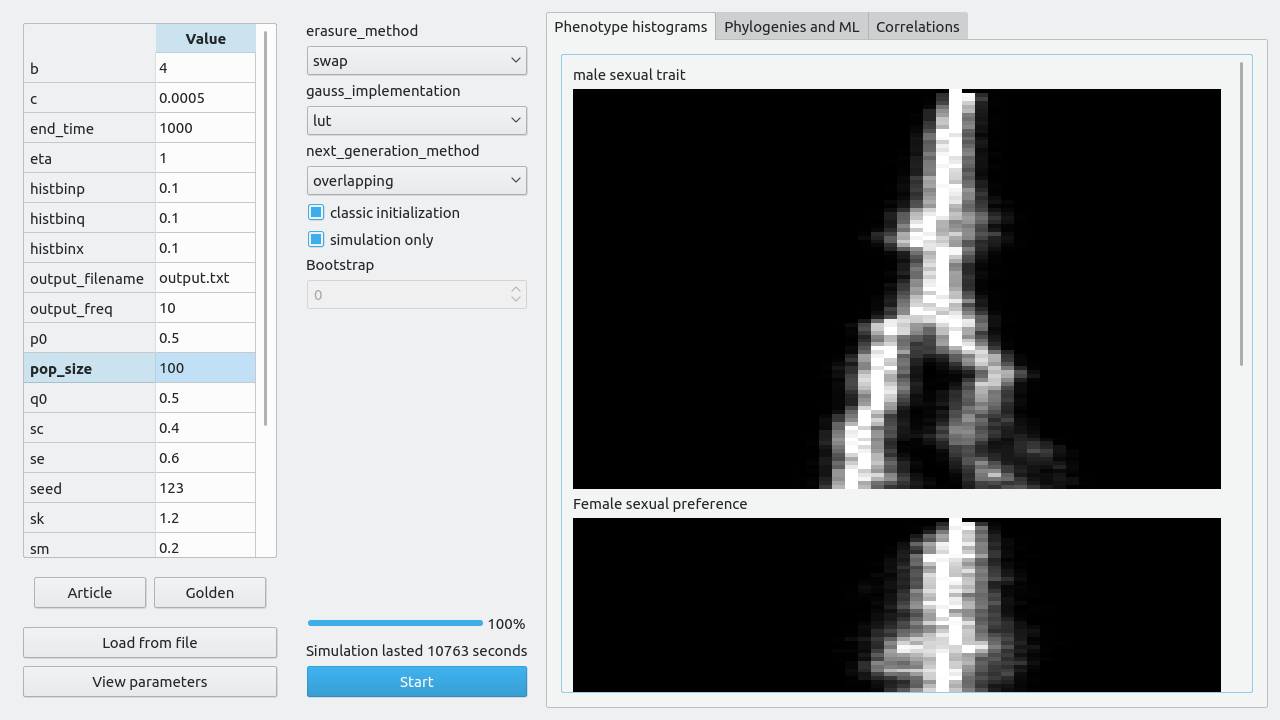 Value
b 4
c 0.0005
end_time 1000
eta 1
histbinp 0.1
histbinq 0.1
histbinx 0.1
output_filename output.txt
output_freq 10
p0 0.5
pop_size 100
q0 0.5
sc 0.4
se 0.6
seed 123
sk 1.2
sm 0.2
Article Golden
Load from file
View parameters
erasure_method
swap
gauss_implementation
lut
next_generation_method
overlapping
classic initialization
simulation only
Bootstrap
0
100%
Simulation lasted 10763 seconds
Start
Phenotype histograms Phylogenies and ML Correlations
male sexual trait
Female sexual preference